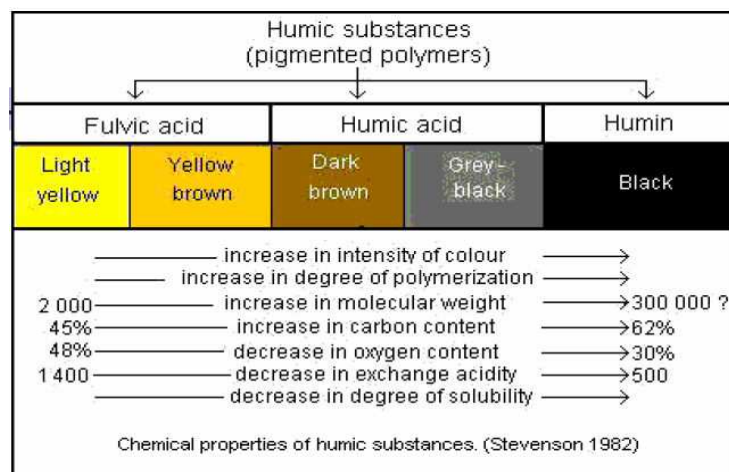 Humic substances
(pigmented polymers)
Fulvic acid Humic acid Humin
Light yellow Yellow brown Dark brown Grey-black Black
increase in intensity of colour
increase in degree of polymerization
2 000 increase in molecular weight 300 000 ?
45% increase in carbon content 62%
48% decrease in oxygen content 30%
1 400 decrease in exchange acidity 500
decrease in degree of solubility
Chemical properties of humic substances. (Stevenson 1982)